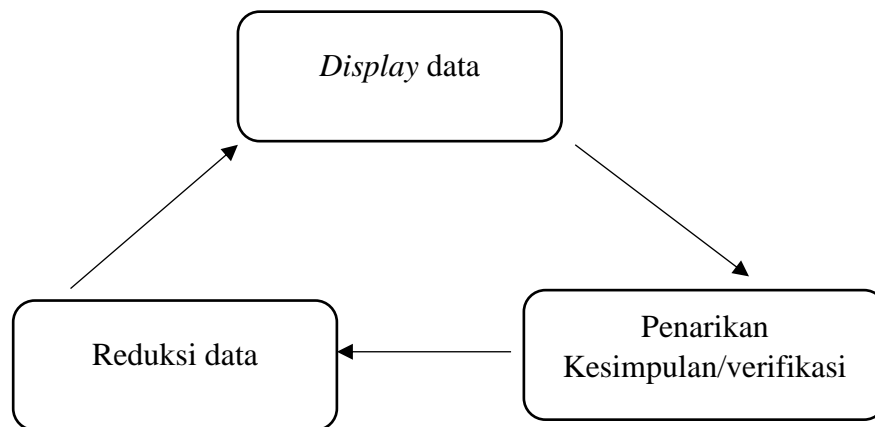 Display data
Reduksi data
Penarikan
Kesimpulan/verifikasi